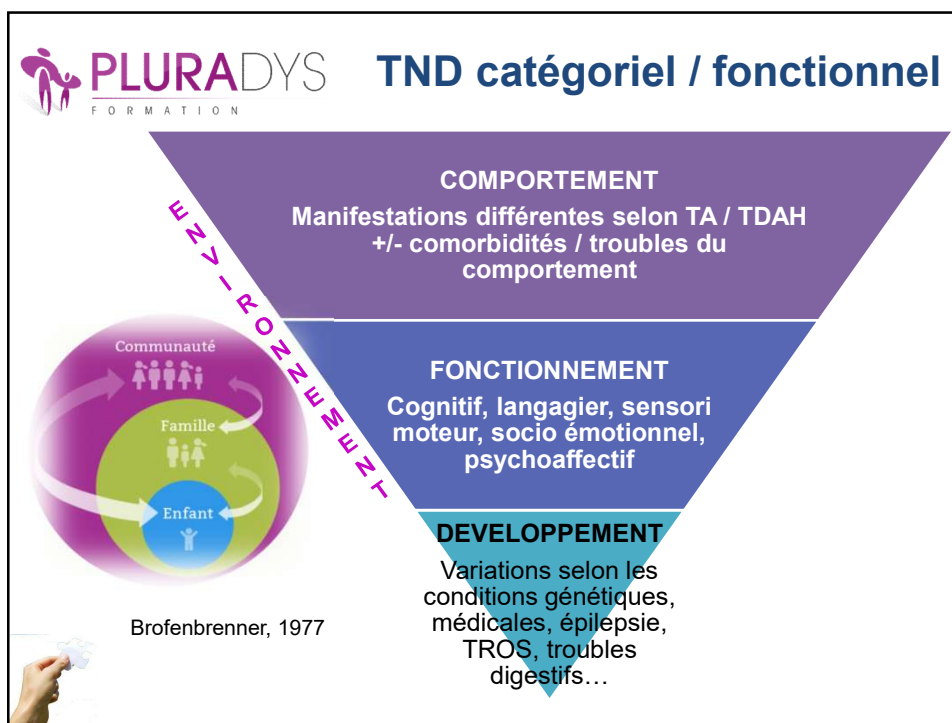 PLURADYS
FORMATION
TND catégoriel / fonctionnel
COMPORTEMENT
Manifestations différentes selon TA / TDAH
+/- comorbidités / troubles du
comportement
ENVIRONNEMENT
FONCTIONNEMENT
Cognitif, langagier, sensori
moteur, socio émotionnel,
psychoaffectif
DEVELOPPEMENT
Variations selon les
conditions génétiques,
médicales, épilepsie,
TROS, troubles
digestifs…
Communauté
Famille
Enfant
Brofenbrenner, 1977